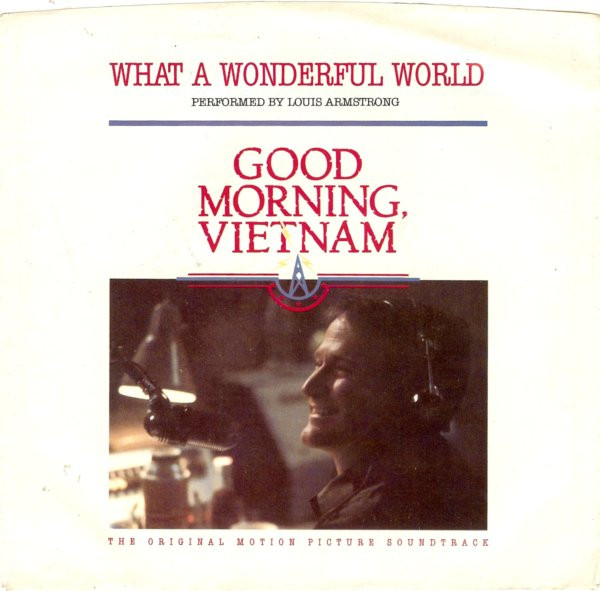 WHAT A WONDERFUL WORLD
PERFORMED BY LOUIS ARMSTRONG
GOOD
MORNING,
VIETNAM
THE ORIGINAL MOTION PICTURE SOUNDTRACK